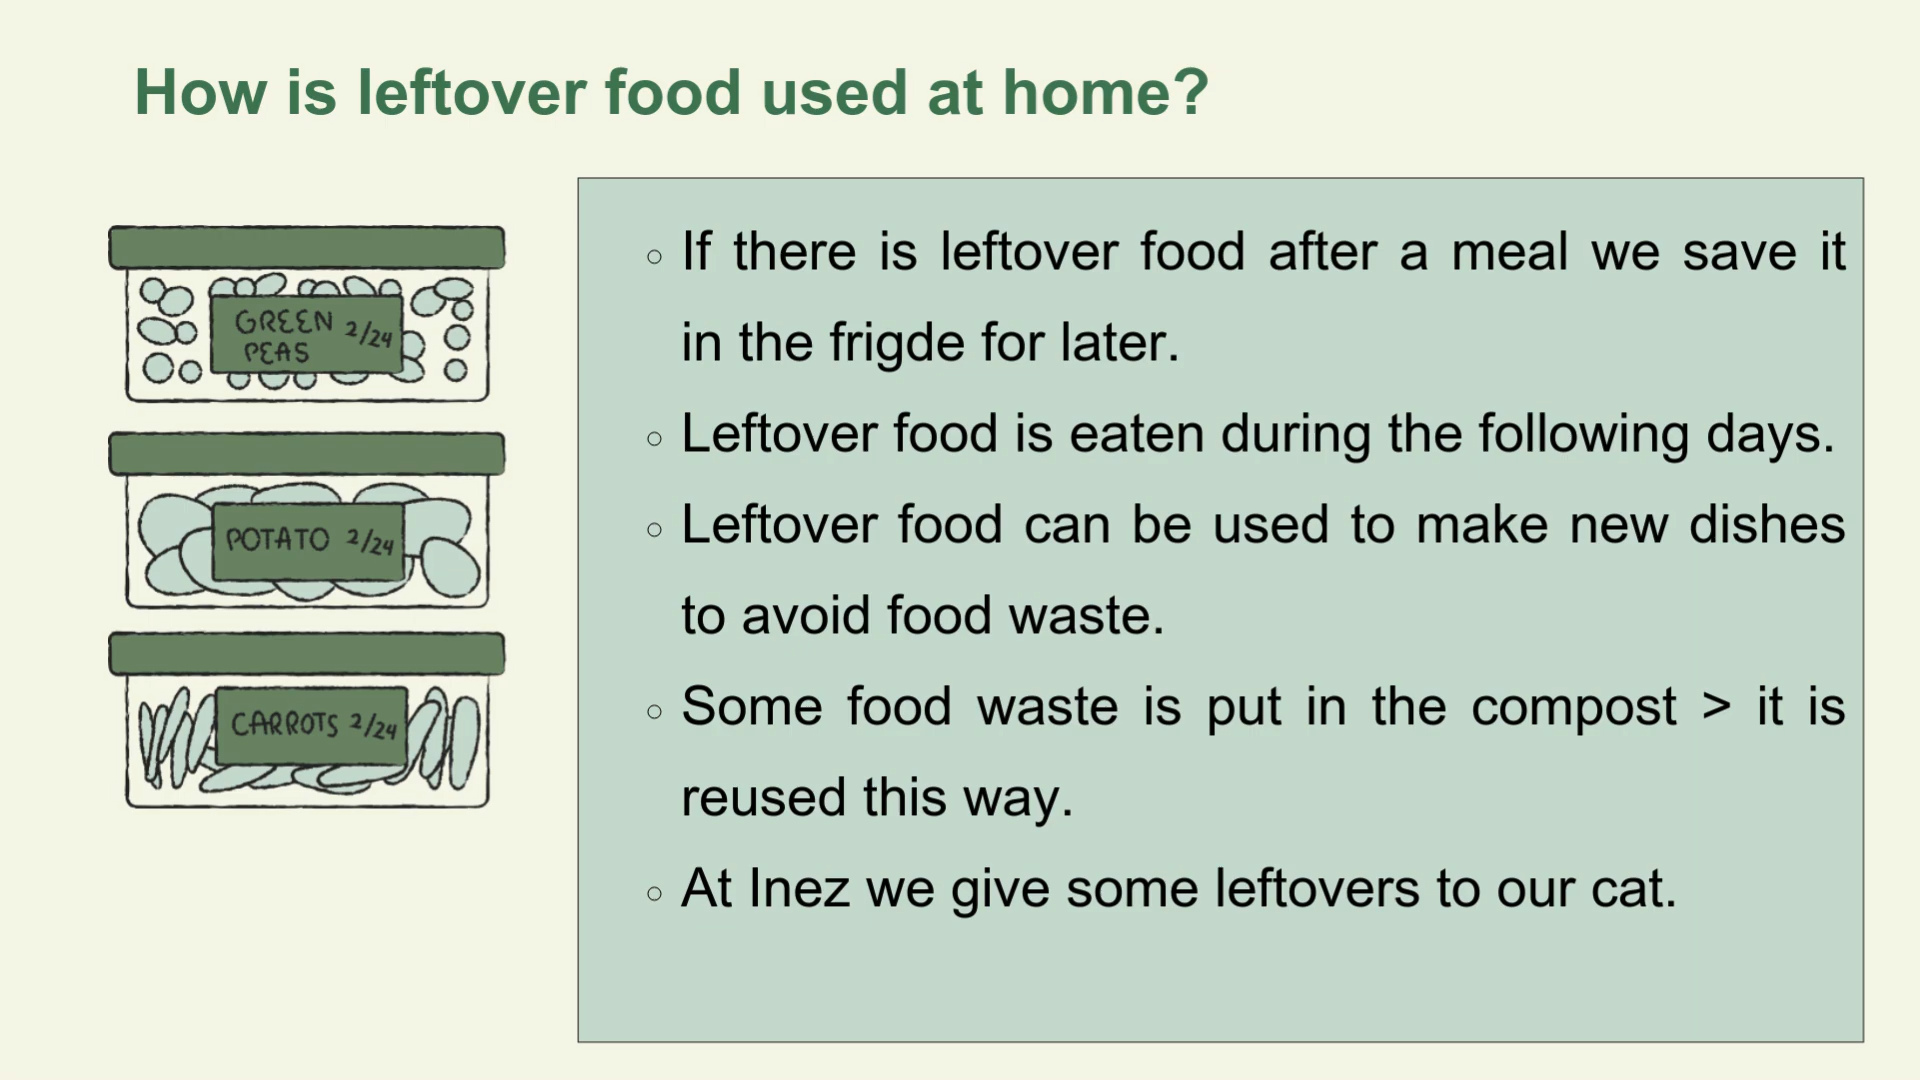 How is leftover food used at home?
GREEN 2/24
PEAS
POTATO 2/24
CARROTS 2/24
If there is leftover food after a meal we save it
in the frigde for later.
Leftover food is eaten during the following days.
Leftover food can be used to make new dishes
to avoid food waste.
Some food waste is put in the compost > it is
reused this way.
At Inez we give some leftovers to our cat.